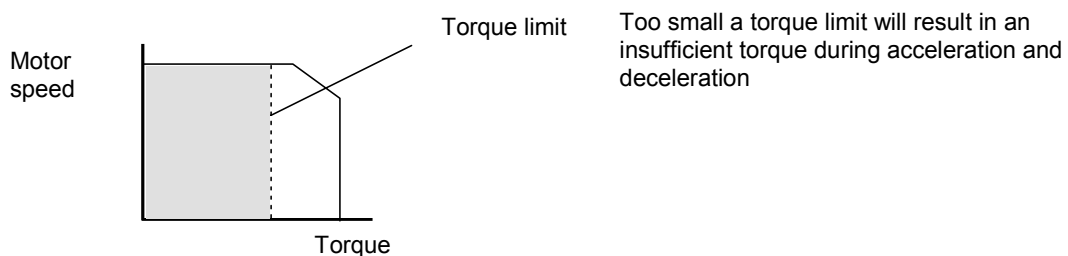 Torque limit
Too small a torque limit will result in an
insufficient torque during acceleration and
deceleration
Motor
speed
Torque